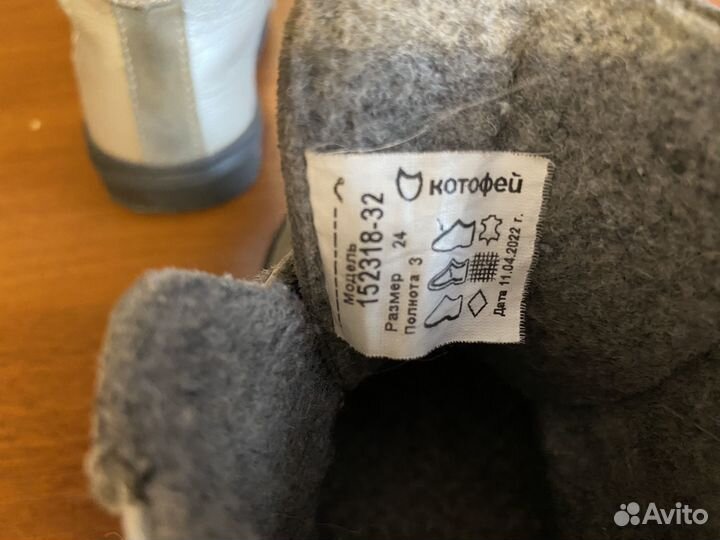 котофей
Модель
152318-32
Размер 24
Полнота 3
Дата 11.04.2022 г.
Avito